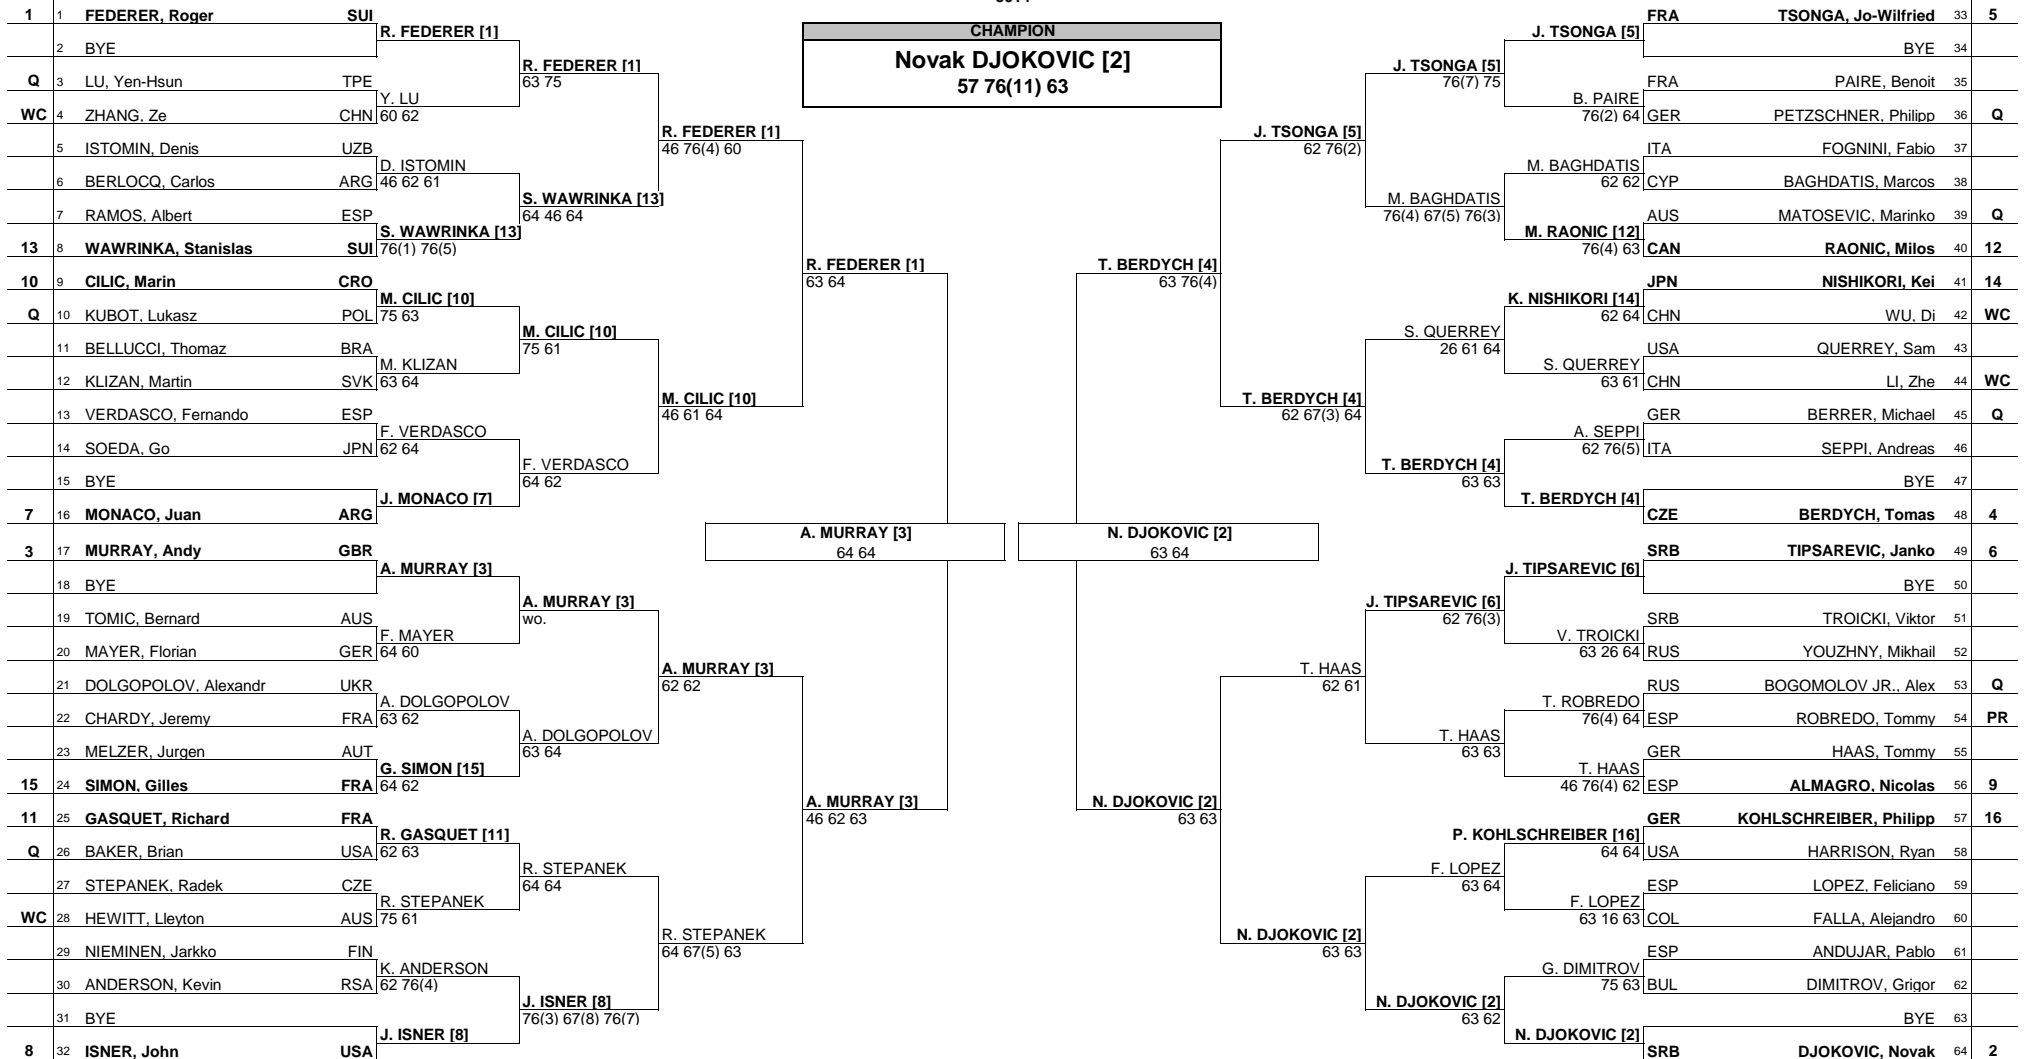 CHAMPION
Novak DJOKOVIC [2]
57 76(11) 63
1 1 FEDERER, Roger SUI
R. FEDERER [1]
2 BYE
R. FEDERER [1]
63 75
Q 3 LU, Yen-Hsun TPE
Y. LU
60 62
WC 4 ZHANG, Ze CHN
R. FEDERER [1]
46 76(4) 60
5 ISTOMIN, Denis UZB
D. ISTOMIN
46 62 61
6 BERLOCQ, Carlos ARG
S. WAWRINKA [13]
64 46 64
7 RAMOS, Albert ESP
S. WAWRINKA [13]
76(1) 76(5)
13 8 WAWRINKA, Stanislas SUI
R. FEDERER [1]
63 64
10 9 CILIC, Marin CRO
M. CILIC [10]
75 63
Q 10 KUBOT, Lukasz POL
M. CILIC [10]
75 61
11 BELLUCCI, Thomaz BRA
M. KLIZAN
63 64
12 KLIZAN, Martin SVK
M. CILIC [10]
46 61 64
13 VERDASCO, Fernando ESP
F. VERDASCO
62 64
14 SOEDA, Go JPN
F. VERDASCO
64 62
15 BYE
J. MONACO [7]
7 16 MONACO, Juan ARG
A. MURRAY [3]
64 64
3 17 MURRAY, Andy GBR
A. MURRAY [3]
18 BYE
A. MURRAY [3]
wo.
19 TOMIC, Bernard AUS
F. MAYER
64 60
20 MAYER, Florian GER
A. MURRAY [3]
62 62
21 DOLGOPOLOV, Alexandr UKR
A. DOLGOPOLOV
63 62
22 CHARDY, Jeremy FRA
A. DOLGOPOLOV
63 64
23 MELZER, Jurgen AUT
G. SIMON [15]
64 62
15 24 SIMON, Gilles FRA
A. MURRAY [3]
46 62 63
11 25 GASQUET, Richard FRA
R. GASQUET [11]
62 63
Q 26 BAKER, Brian USA
R. STEPANEK
64 64
27 STEPANEK, Radek CZE
R. STEPANEK
75 61
WC 28 HEWITT, Lleyton AUS
R. STEPANEK
64 67(5) 63
29 NIEMINEN, Jarkko FIN
K. ANDERSON
62 76(4)
30 ANDERSON, Kevin RSA
J. ISNER [8]
76(3) 67(8) 76(7)
31 BYE
J. ISNER [8]
8 32 ISNER, John USA
FRA TSONGA, Jo-Wilfried 33 5
J. TSONGA [5]
BYE 34
J. TSONGA [5]
76(7) 75
FRA PAIRE, Benoit 35
B. PAIRE
76(2) 64
GER PETZSCHNER, Philipp 36 Q
J. TSONGA [5]
62 76(2)
ITA FOGNINI, Fabio 37
M. BAGHDATIS
62 62
CYP BAGHDATIS, Marcos 38
M. BAGHDATIS
76(4) 67(5) 76(3)
AUS MATOSEVIC, Marinko 39 Q
M. RAONIC [12]
76(4) 63
CAN RAONIC, Milos 40 12
T. BERDYCH [4]
63 76(4)
JPN NISHIKORI, Kei 41 14
K. NISHIKORI [14]
62 64
CHN WU, Di 42 WC
S. QUERREY
26 61 64
USA QUERREY, Sam 43
S. QUERREY
63 61
CHN LI, Zhe 44 WC
T. BERDYCH [4]
62 67(3) 64
GER BERRER, Michael 45 Q
A. SEPPI
62 76(5)
ITA SEPPI, Andreas 46
T. BERDYCH [4]
63 63
BYE 47
T. BERDYCH [4]
CZE BERDYCH, Tomas 48 4
N. DJOKOVIC [2]
63 64
SRB TIPSAREVIC, Janko 49 6
J. TIPSAREVIC [6]
BYE 50
J. TIPSAREVIC [6]
62 76(3)
SRB TROICKI, Viktor 51
V. TROICKI
63 26 64
RUS YOUZHNY, Mikhail 52
T. HAAS
62 61
RUS BOGOMOLOV JR., Alex 53 Q
T. ROBREDO
76(4) 64
ESP ROBREDO, Tommy 54 PR
T. HAAS
63 63
GER HAAS, Tommy 55
T. HAAS
46 76(4) 62
ESP ALMAGRO, Nicolas 56 9
N. DJOKOVIC [2]
63 63
GER KOHLSCHREIBER, Philipp 57 16
P. KOHLSCHREIBER [16]
64 64
USA HARRISON, Ryan 58
F. LOPEZ
63 64
ESP LOPEZ, Feliciano 59
F. LOPEZ
63 16 63
COL FALLA, Alejandro 60
N. DJOKOVIC [2]
63 63
ESP ANDUJAR, Pablo 61
G. DIMITROV
75 63
BUL DIMITROV, Grigor 62
N. DJOKOVIC [2]
63 62
BYE 63
N. DJOKOVIC [2]
SRB DJOKOVIC, Novak 64 2